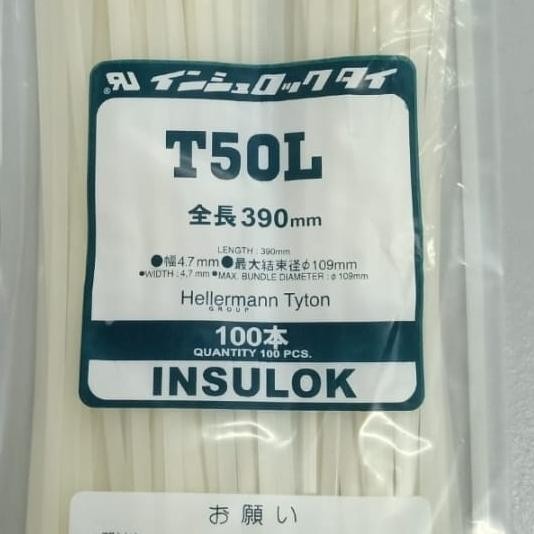 インシュロックタイ
T50L
全長390mm
LENGTH : 390mm
●幅4.7mm●最大結束径φ109mm
●WIDTH : 4.7 mm ●MAX. BUNDLE DIAMETER : φ 109mm
Hellermann Tyton
GROUP
100本
QUANTITY 100 PCS.
INSULOK
お願い